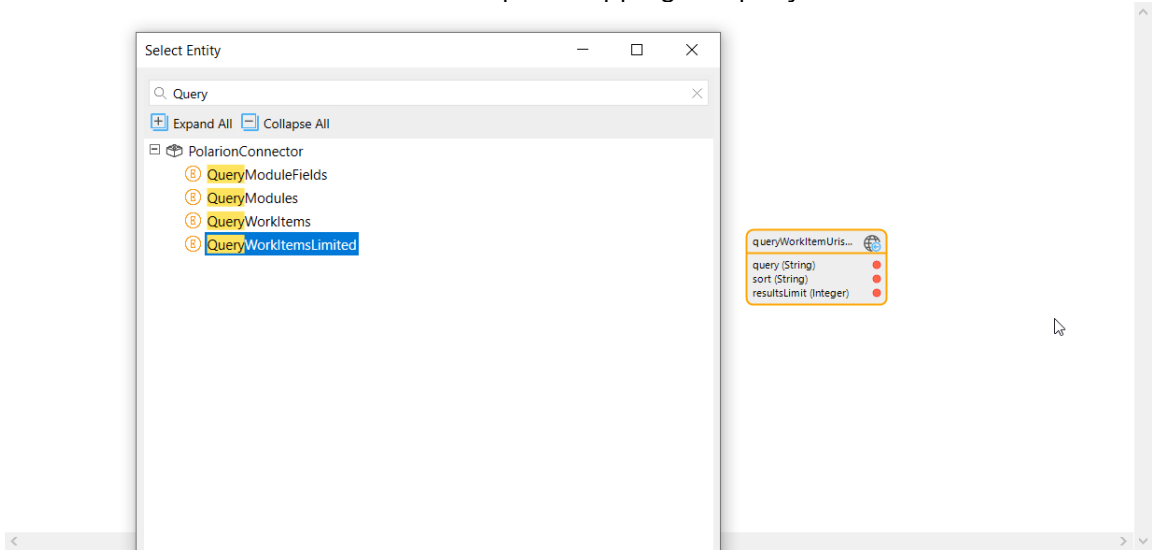 Select Entity
Query
Expand All Collapse All
PolarionConnector
QueryModuleFields
QueryModules
QueryWorkItems
QueryWorkItemsLimited
queryWorkItemUris...
query (String)
sort (String)
resultsLimit (Integer)